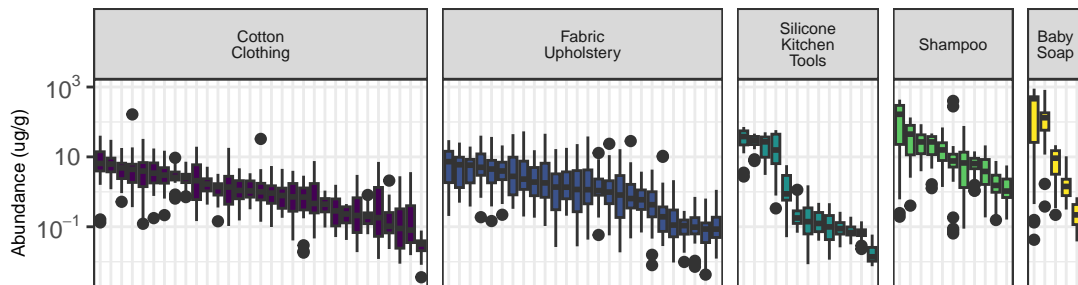 Cotton
Clothing
Fabric
Upholstery
Silicone
Kitchen
Tools
Shampoo
Baby
Soap
Abundance (ug/g)
10³
10
10⁻¹